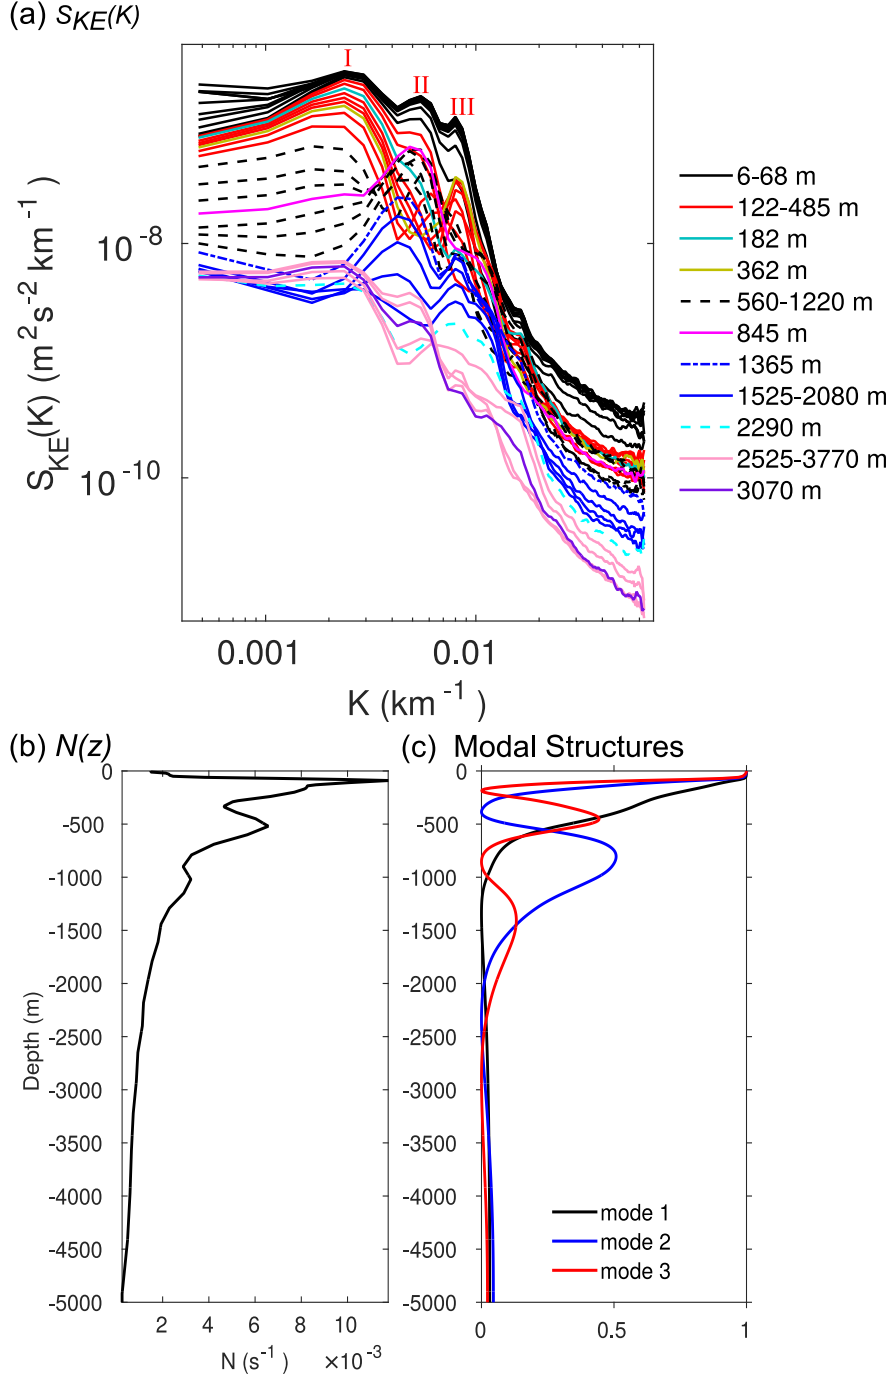 (a) S_KE(K)
I
II
III
10^-8
10^-10
S_KE(K) (m^2 s^-2 km^-1)
0.001
0.01
K (km^-1)
6-68 m
122-485 m
182 m
362 m
560-1220 m
845 m
1365 m
1525-2080 m
2290 m
2525-3770 m
3070 m
(b) N(z)
0
-500
-1000
-1500
-2000
-2500
-3000
-3500
-4000
-4500
-5000
Depth (m)
2
4
6
8
10
N (s^-1)
×10^-3
(c) Modal Structures
0
-500
-1000
-1500
-2000
-2500
-3000
-3500
-4000
-4500
-5000
mode 1
mode 2
mode 3
0
0.5
1